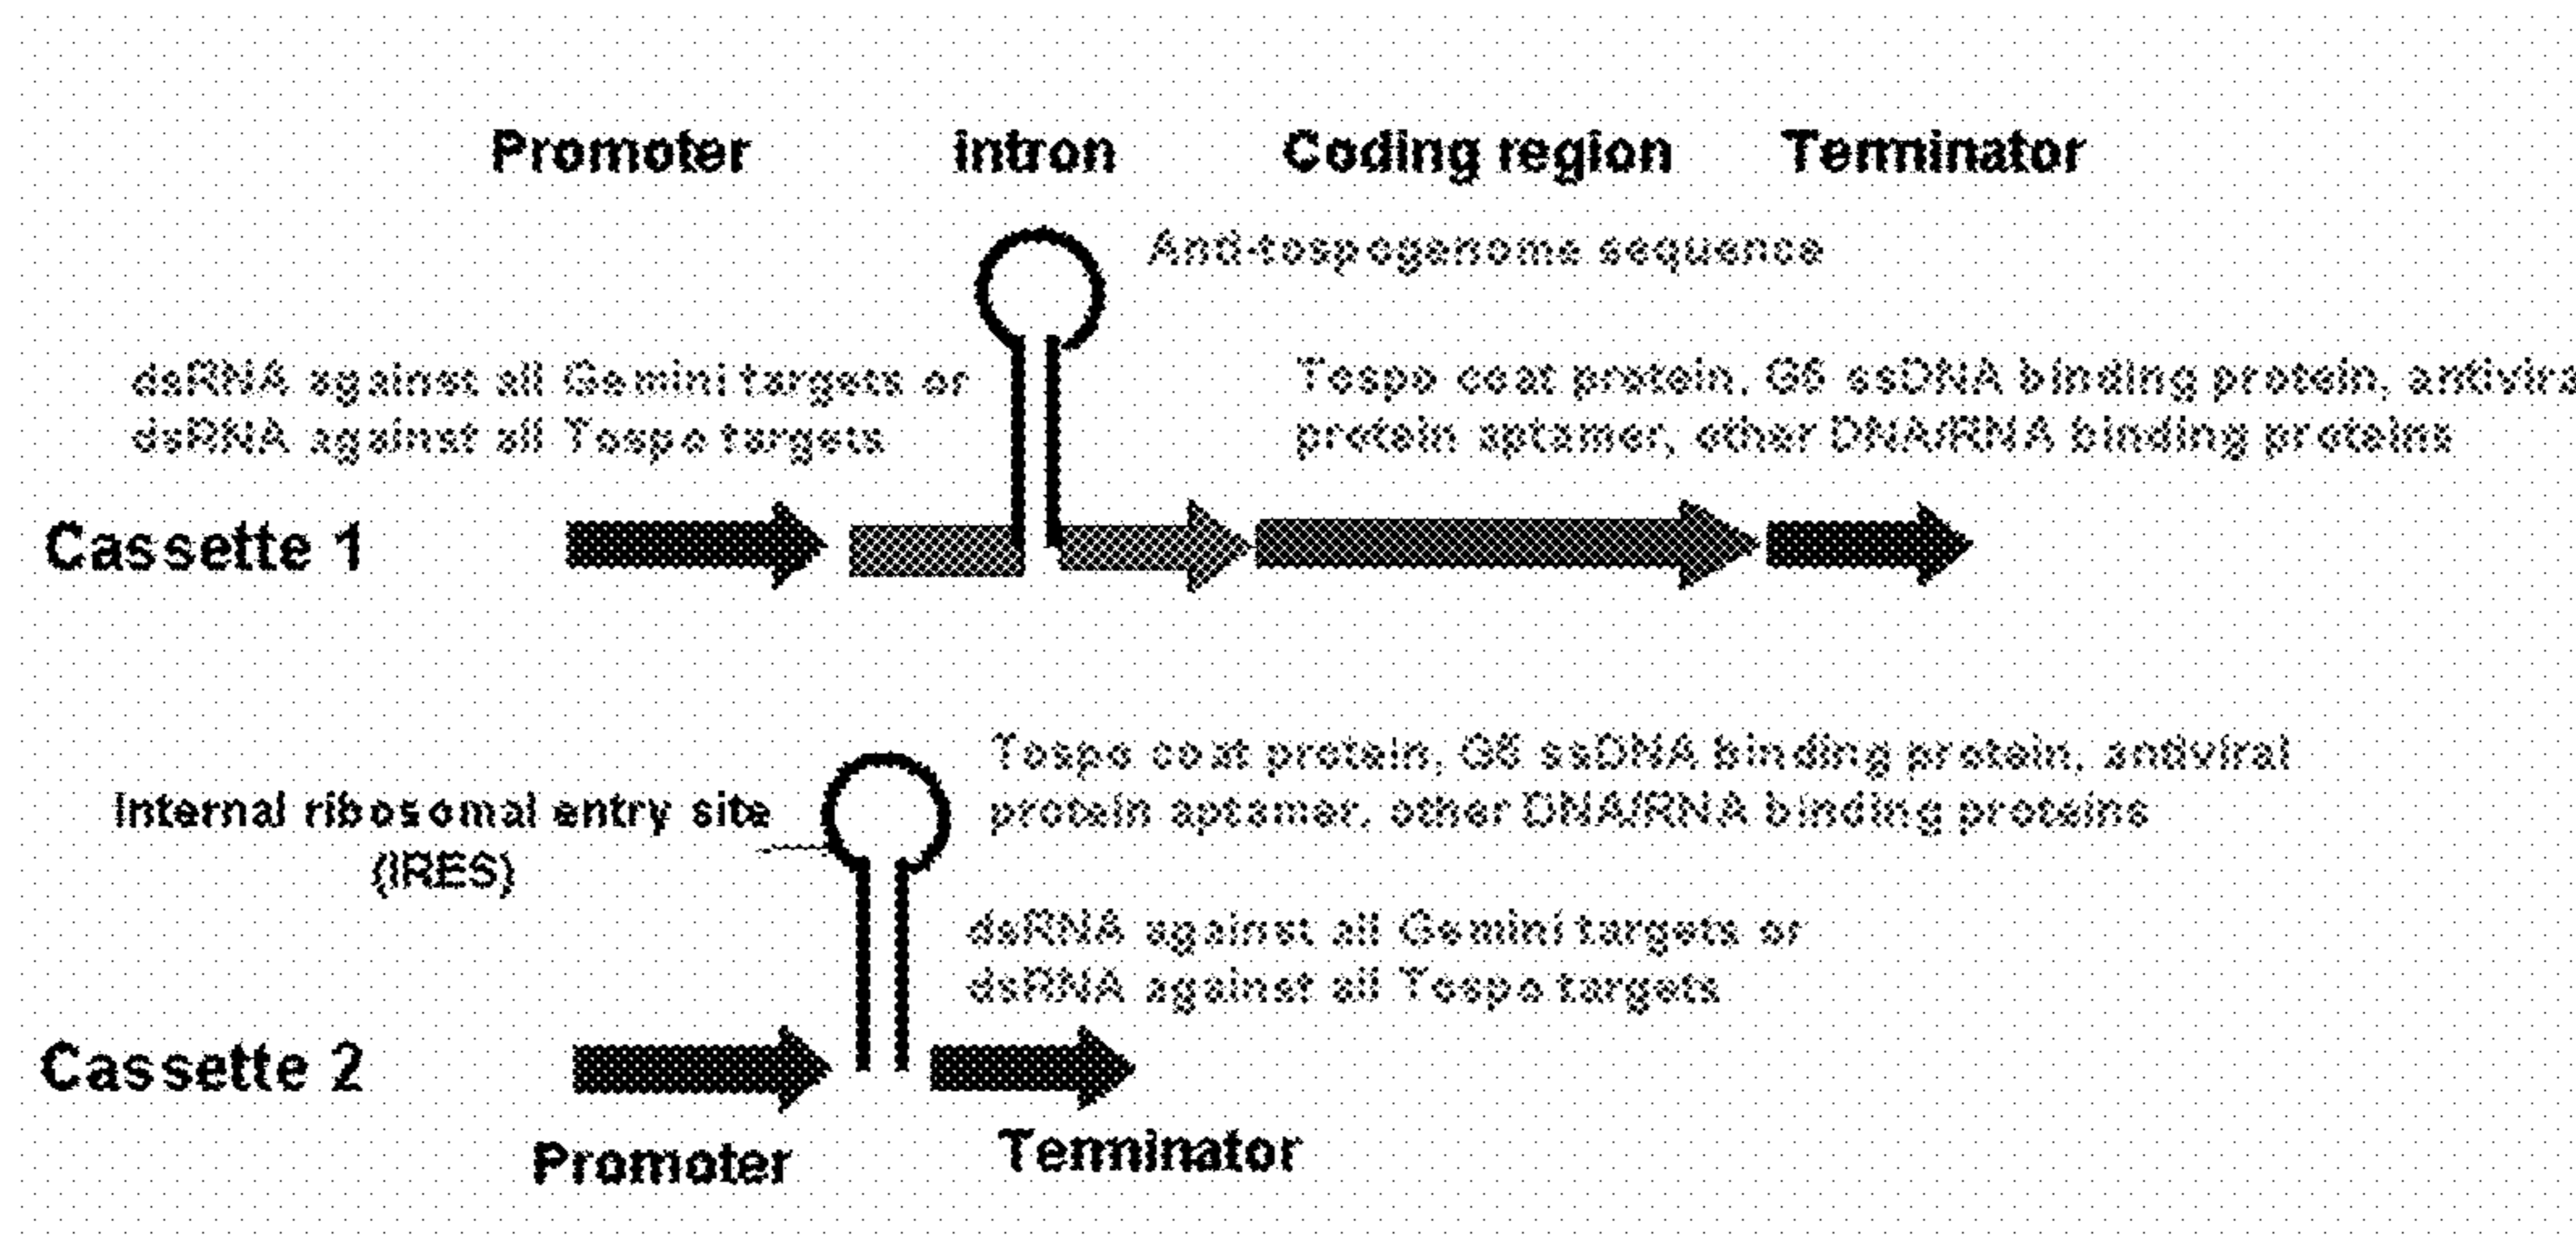 Promoter intron Coding region Terminator
Anti-tospogenome sequence
dsRNA against all Gemini targets or
dsRNA against all Tospo targets
Tospo coat protein, G5 ssDNA binding protein,
protein aptamer, other DNA/RNA binding proteins
Cassette 1
Tospo coat protein, G5 ssDNA binding protein, antiviral
protein aptamer, other DNA/RNA binding proteins
Internal ribosomal entry site
(IRES)
dsRNA against all Gemini targets or
dsRNA against all Tospo targets
Cassette 2
Promoter
Terminator